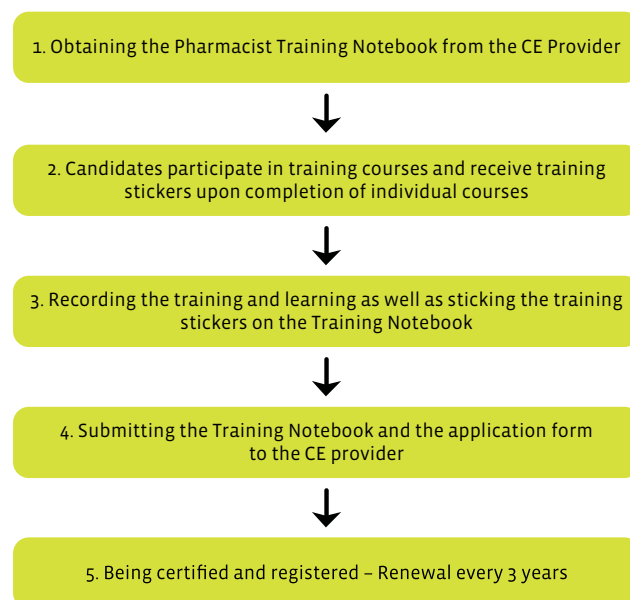 1. Obtaining the Pharmacist Training Notebook from the CE Provider
2. Candidates participate in training courses and receive training
stickers upon completion of individual courses
3. Recording the training and learning as well as sticking the training
stickers on the Training Notebook
4. Submitting the Training Notebook and the application form
to the CE provider
5. Being certified and registered – Renewal every 3 years